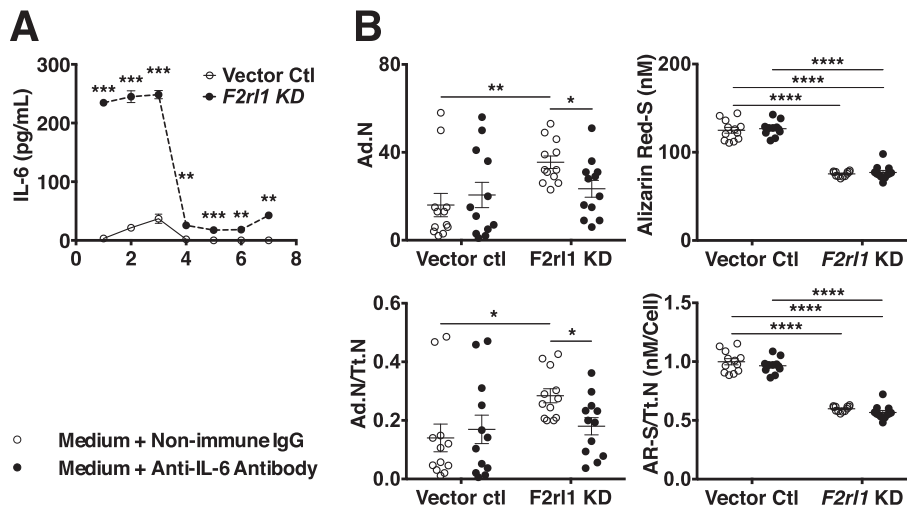 A
IL-6 (pg/mL)
300
200
100
0
0 2 4 6 8
*** *** *** ** *** ** **
Vector Ctl
F2rl1 KD
Medium + Non-immune IgG
Medium + Anti-IL-6 Antibody
B
Ad.N
80
40
0
**
*
Vector ctl F2rl1 KD
Alizarin Red-S (nM)
200
100
0
****
****
****
Vector Ctl F2rl1 KD
Ad.N/Tt.N
0.6
0.4
0.2
0.0
*
*
Vector ctl F2rl1 KD
AR-S/Tt.N (nM/Cell)
1.5
1.0
0.5
0.0
****
****
****
Vector Ctl F2rl1 KD